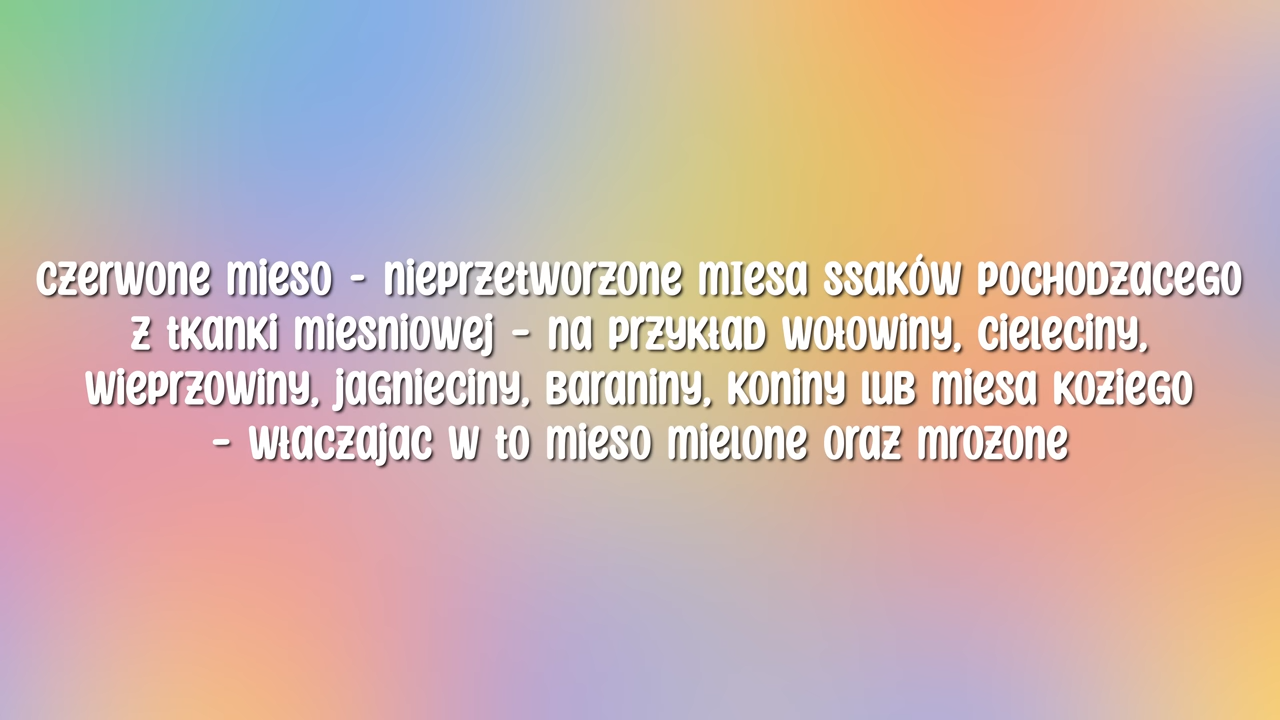 czerwone mieso - nieprzetworzone mIesa ssaków pochodzacego
z tkanki miesniowej - na przykład wołowiny, cieleciny,
wieprzowiny, jagnieciny, baraniny, koniny lub miesa koziego
- właczajac w to mieso mielone oraz mrozone